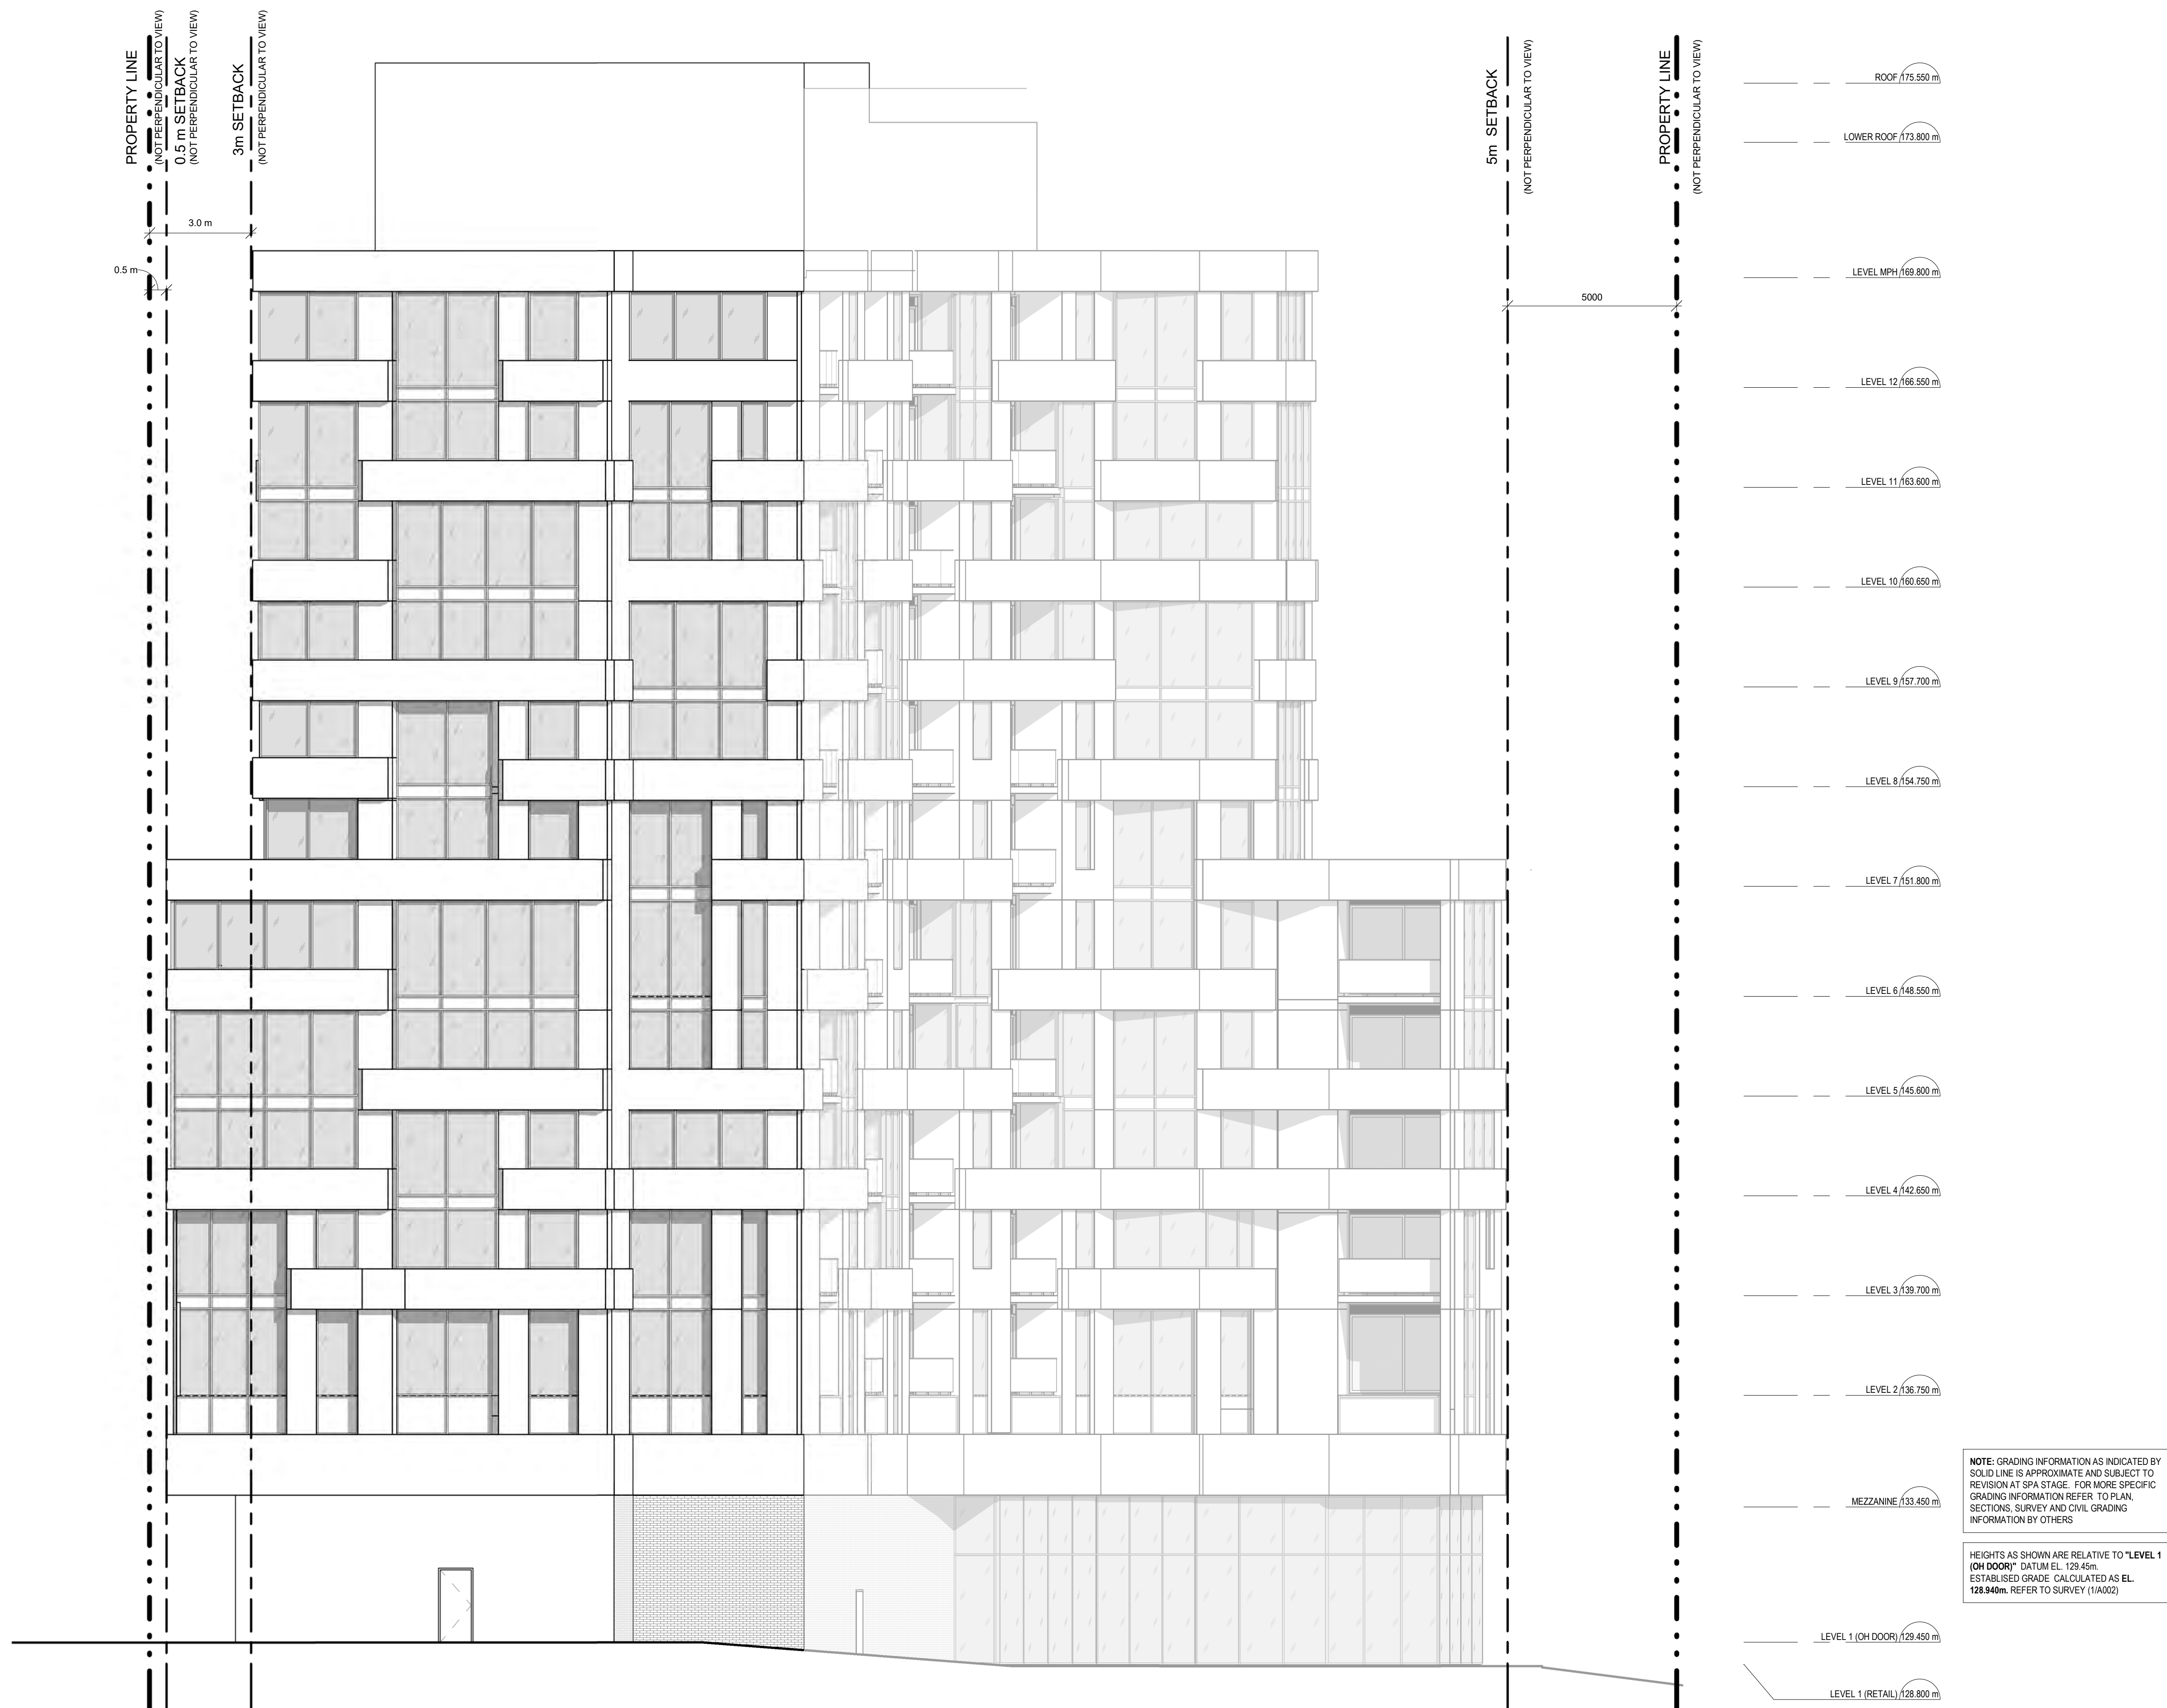 PROPERTY LINE
(NOT PERPENDICULAR TO VIEW)
0.5 m SETBACK
(NOT PERPENDICULAR TO VIEW)
3m SETBACK
(NOT PERPENDICULAR TO VIEW)
5m SETBACK
(NOT PERPENDICULAR TO VIEW)
PROPERTY LINE
(NOT PERPENDICULAR TO VIEW)
3.0 m
0.5 m
5000
ROOF 175.550 m
LOWER ROOF 173.800 m
LEVEL MPH 169.800 m
LEVEL 12 166.550 m
LEVEL 11 163.600 m
LEVEL 10 160.650 m
LEVEL 9 157.700 m
LEVEL 8 154.750 m
LEVEL 7 151.800 m
LEVEL 6 148.550 m
LEVEL 5 145.600 m
LEVEL 4 142.650 m
LEVEL 3 139.700 m
LEVEL 2 136.750 m
MEZZANINE 133.450 m
LEVEL 1 (OH DOOR) 129.450 m
LEVEL 1 (RETAIL) 128.800 m
NOTE: GRADING INFORMATION AS INDICATED BY
SOLID LINE IS APPROXIMATE AND SUBJECT TO
REVISION AT SPA STAGE. FOR MORE SPECIFIC
GRADING INFORMATION REFER TO PLAN,
SECTIONS, SURVEY AND CIVIL GRADING
INFORMATION BY OTHERS
HEIGHTS AS SHOWN ARE RELATIVE TO "LEVEL 1
(OH DOOR)" DATUM EL. 129.45m.
ESTABLISED GRADE CALCULATED AS EL.
128.940m. REFER TO SURVEY (1/A002)